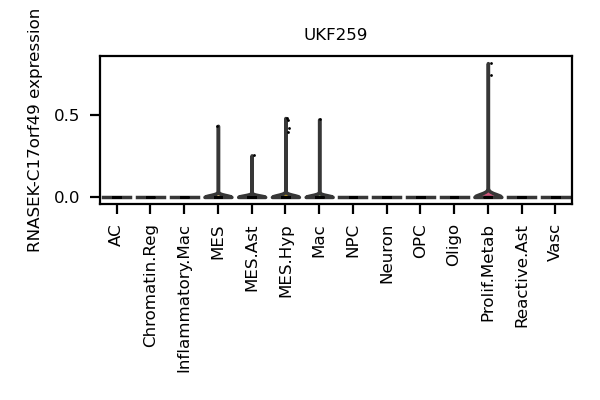 UKF259
RNASEK-C17orf49 expression
0.5
0.0
AC
Chromatin.Reg
Inflammatory.Mac
MES
MES.Ast
MES.Hyp
Mac
NPC
Neuron
OPC
Oligo
Prolif.Metab
Reactive.Ast
Vasc